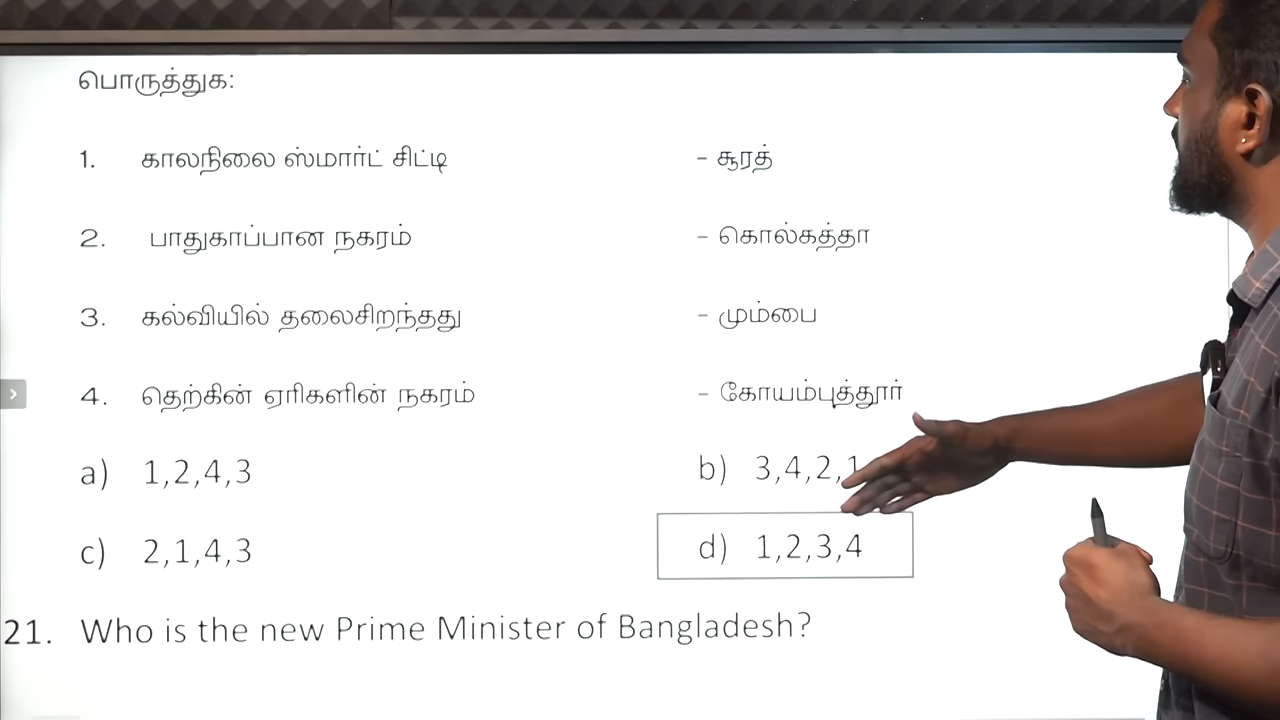 பொருத்துக:
1. காலநிலை ஸ்மார்ட் சிட்டி - சூரத்
2. பாதுகாப்பான நகரம் - கொல்கத்தா
3. கல்வியில் தலைசிறந்தது - மும்பை
4. தெற்கின் ஏரிகளின் நகரம் - கோயம்புத்தூர்
a) 1,2,4,3 b) 3,4,2,1
c) 2,1,4,3 d) 1,2,3,4
21. Who is the new Prime Minister of Bangladesh?